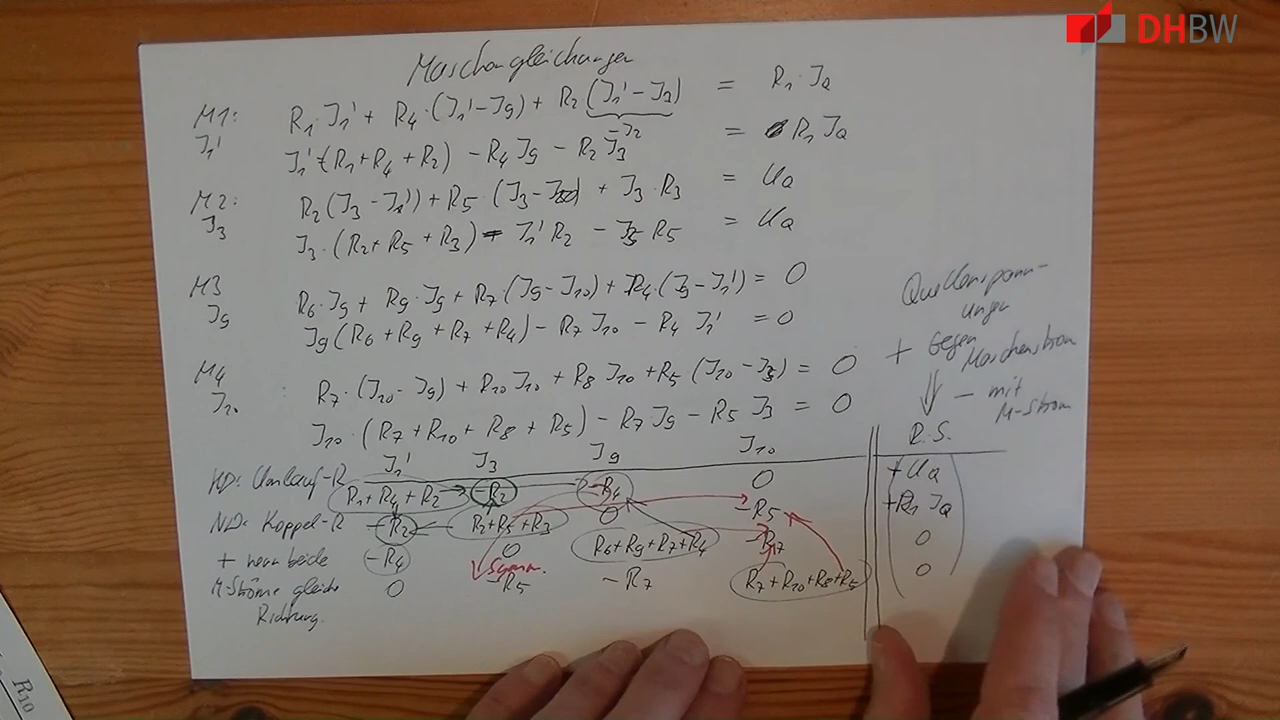 DHBW
Maschengleichungen
M1: R1 · I1' + R4 · (I1' - I9) + R2 (I1' - I3) = R1 · IQ
I1' I1' (R1 + R4 + R2) - R4 I9 - R2 I3 = R1 IQ
M2: R2 (I3 - I1') + R5 · (I3 - I10) + I3 · R3 = UQ
I3 I3 · (R2 + R5 + R3) - I1' R2 - I R5 = UQ
M3 R6 · I9 + R9 · I9 + R7 · (I9 - I10) + R4 · (I9 - I1') = 0
I9 I9 (R6 + R9 + R7 + R4) - R7 I10 - R4 I1' = 0
M4 : R7 · (I10 - I9) + R10 I10 + R8 I10 + R5 (I10 - I3) = 0
I10 I10 · (R7 + R10 + R8 + R5) - R7 I9 - R5 I3 = 0
Quellenspann-
ungen
+ Gegen
Maschenstrom
⇓ - mit
M-Strom
I1' I3 I9 I10 R.S.
HD: Umlauf-R R1 + R4 + R2 -R2 -R4 0 +UQ
ND: Koppel-R -R2 R2 + R5 + R3 0 -R5 +R1 IQ
+ wenn beide -R4 0 R6 + R9 + R7 + R4 -R7 0
M-Ströme gleiche 0 -R5 -R7 R7 + R10 + R8 + R5 0
Richtung.
Symm.
R10